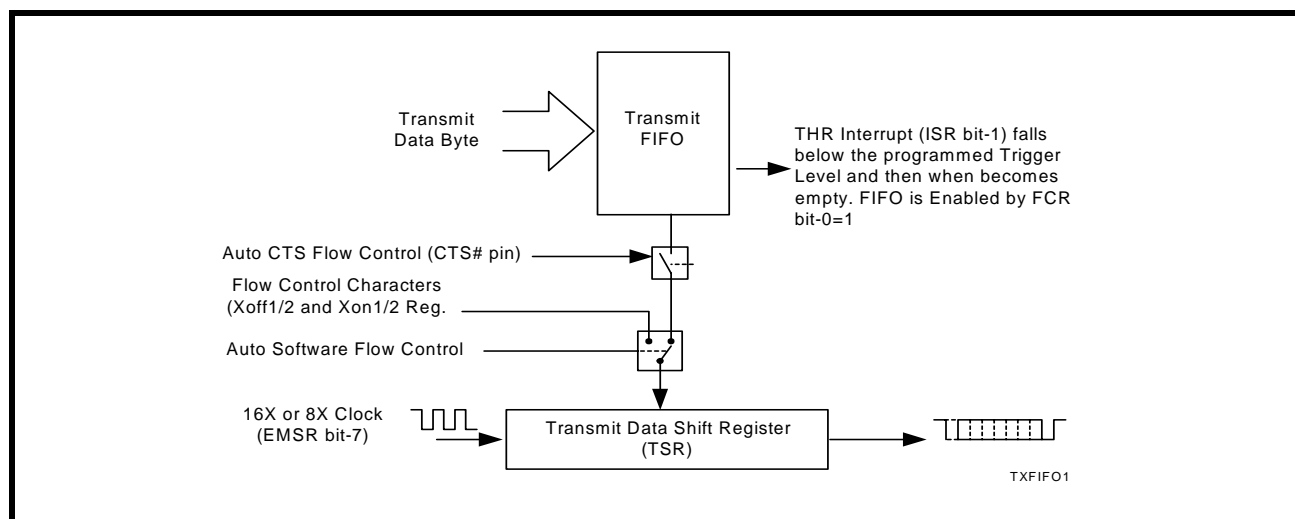 Transmit
Data Byte
Transmit
FIFO
THR Interrupt (ISR bit-1) falls
below the programmed Trigger
Level and then when becomes
empty. FIFO is Enabled by FCR
bit-0=1
Auto CTS Flow Control (CTS# pin)
Flow Control Characters
(Xoff1/2 and Xon1/2 Reg.
Auto Software Flow Control
16X or 8X Clock
(EMSR bit-7)
Transmit Data Shift Register
(TSR)
TXFIFO1